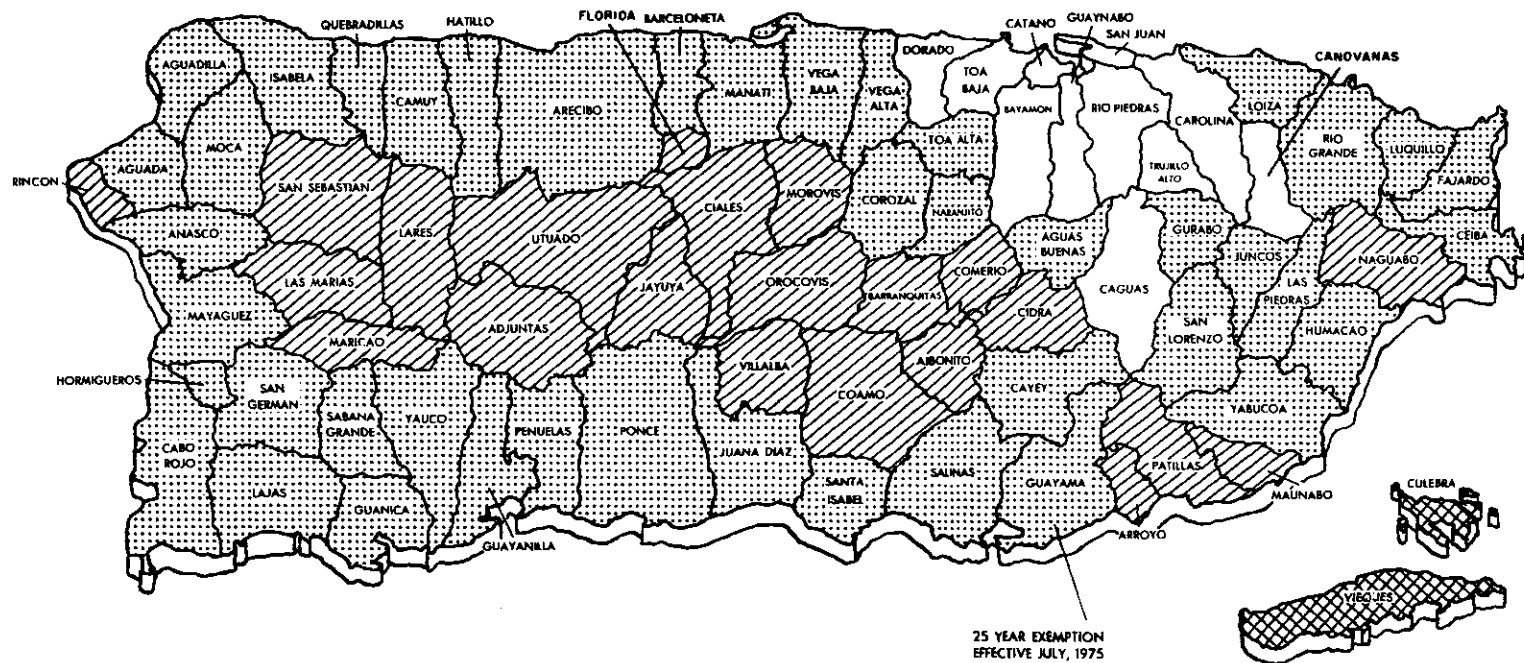 QUEBRADILLAS
HATILLO
FLORIDA
BARCELONETA
CATANO
GUAYNABO
SAN JUAN
CANOVANAS
DORADO
AGUADILLA
ISABELA
CAMUY
ARECIBO
MANATI
VEGA
BAJA
VEGA
ALTA
TOA
BAJA
BAYAMON
RIO PIEDRAS
CAROLINA
LOIZA
RIO
GRANDE
LUQUILLO
FAJARDO
MOCA
AGUADA
RINCON
SAN SEBASTIAN
LARES
UTUADO
CIALES
MOROVIS
TOA ALTA
COROZAL
NARANJITO
TRUJILLO
ALTO
ANASCO
AGUAS
BUENAS
GURABO
JUNCOS
CEIBA
NAGUABO
LAS MARIAS
JAYUYA
OROCOVIS
BARRANQUITAS
COMERIO
CAGUAS
LAS
PIEDRAS
MAYAGUEZ
ADJUNTAS
CIDRA
SAN
LORENZO
HUMACAO
MARICAO
VILLALBA
AIBONITO
HORMIGUEROS
SAN
GERMAN
SABANA
GRANDE
YAUCO
PENUELAS
PONCE
COAMO
CAYEY
YABUCOA
CABO
ROJO
JUANA DIAZ
LAJAS
GUANICA
GUAYANILLA
SANTA
ISABEL
SALINAS
GUAYAMA
PATILLAS
MAUNABO
ARROYO
CULEBRA
VIEQJES
25 YEAR EXEMPTION
EFFECTIVE JULY, 1975